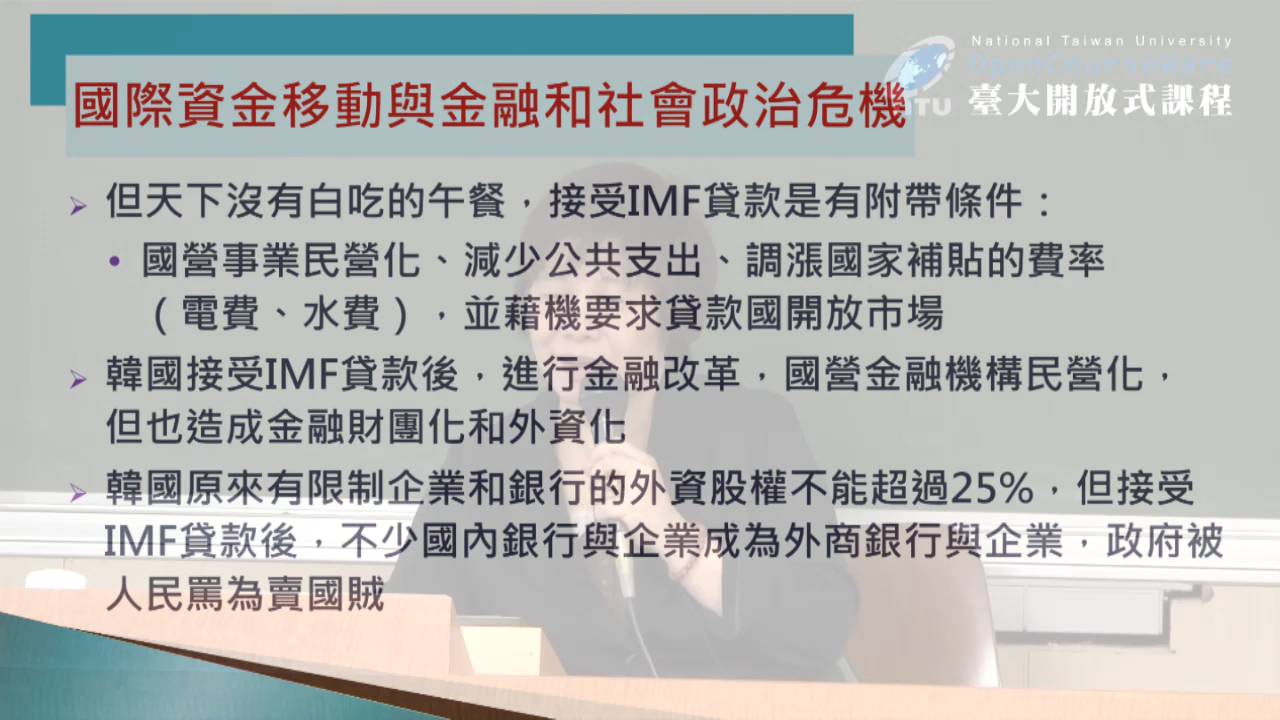 National Taiwan University
OpenCourseWare
NTU 臺大開放式課程
國際資金移動與金融和社會政治危機
但天下沒有白吃的午餐，接受IMF貸款是有附帶條件：
• 國營事業民營化、減少公共支出、調漲國家補貼的費率
（電費、水費），並藉機要求貸款國開放市場
韓國接受IMF貸款後，進行金融改革，國營金融機構民營化，
但也造成金融財團化和外資化
韓國原來有限制企業和銀行的外資股權不能超過25%，但接受
IMF貸款後，不少國內銀行與企業成為外商銀行與企業，政府被
人民罵為賣國賊